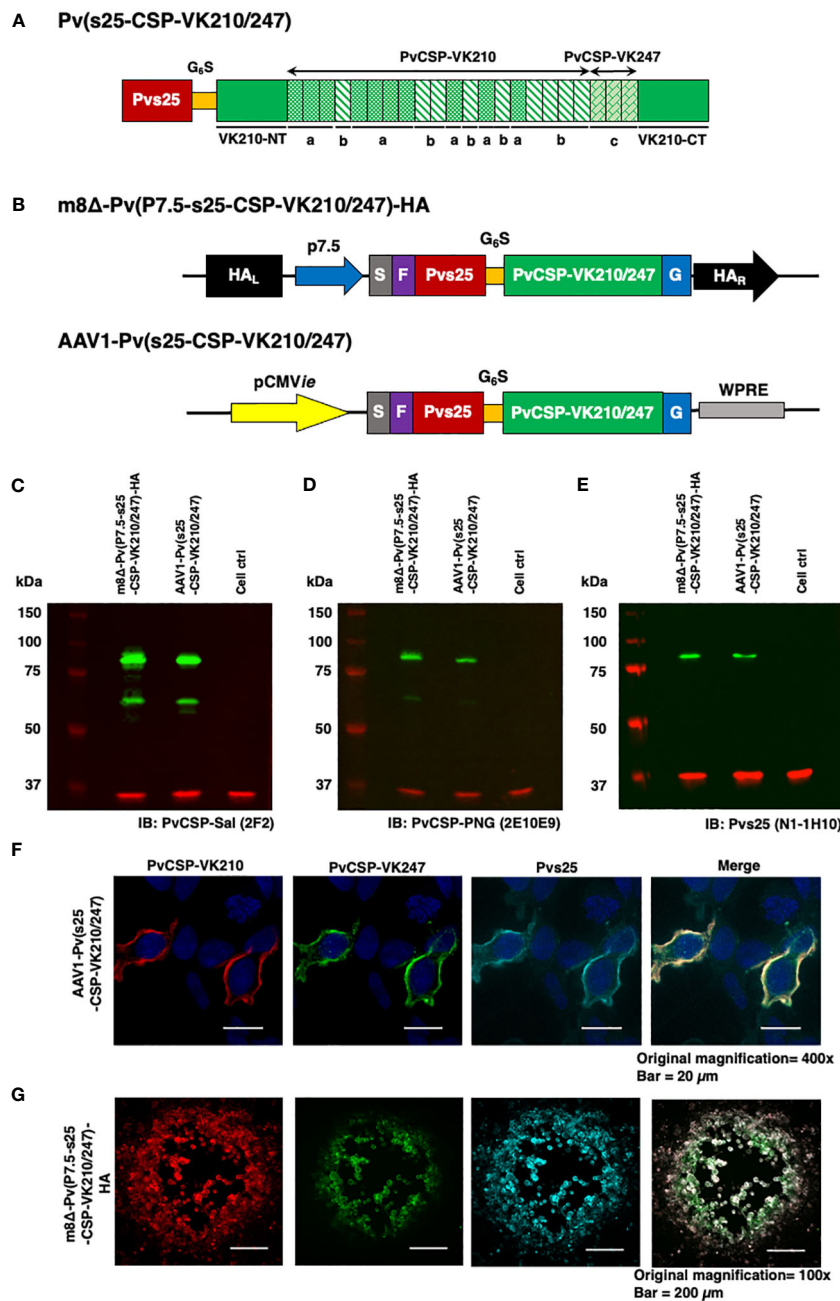 A Pv(s25-CSP-VK210/247)
PvCSP-VK210 PvCSP-VK247
G6S
Pvs25
VK210-NT a b a b a b a b a b c VK210-CT
B m8Δ-Pv(P7.5-s25-CSP-VK210/247)-HA
p7.5 G6S
HAL S F Pvs25 PvCSP-VK210/247 G HAR
AAV1-Pv(s25-CSP-VK210/247)
pCMVie G6S WPRE
S F Pvs25 PvCSP-VK210/247 G
C
m8Δ-Pv(P7.5-s25
-CSP-VK210/247)-HA
AAV1-Pv(s25
-CSP-VK210/247)
Cell ctrl
kDa
150
100
75
50
37
IB: PvCSP-Sal (2F2)
D
m8Δ-Pv(P7.5-s25
-CSP-VK210/247)-HA
AAV1-Pv(s25
-CSP-VK210/247)
Cell ctrl
kDa
150
100
75
50
37
IB: PvCSP-PNG (2E10E9)
E
m8Δ-Pv(P7.5-s25
-CSP-VK210/247)-HA
AAV1-Pv(s25
-CSP-VK210/247)
Cell ctrl
kDa
150
100
75
50
37
IB: Pvs25 (N1-1H10)
F
PvCSP-VK210 PvCSP-VK247 Pvs25 Merge
AAV1-Pv(s25
-CSP-VK210/247)
Original magnification= 400x
Bar = 20 µm
G
m8Δ-Pv(P7.5-s25
-CSP-VK210/247)-
HA
Original magnification= 100x
Bar = 200 µm